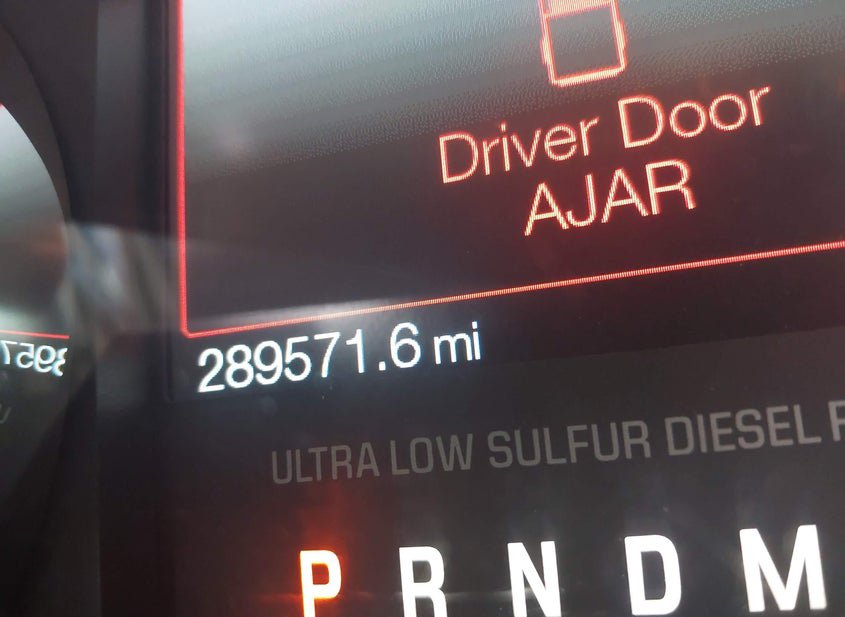 Driver Door
AJAR
289571.6 mi
ULTRA LOW SULFUR DIESEL
P R N D M